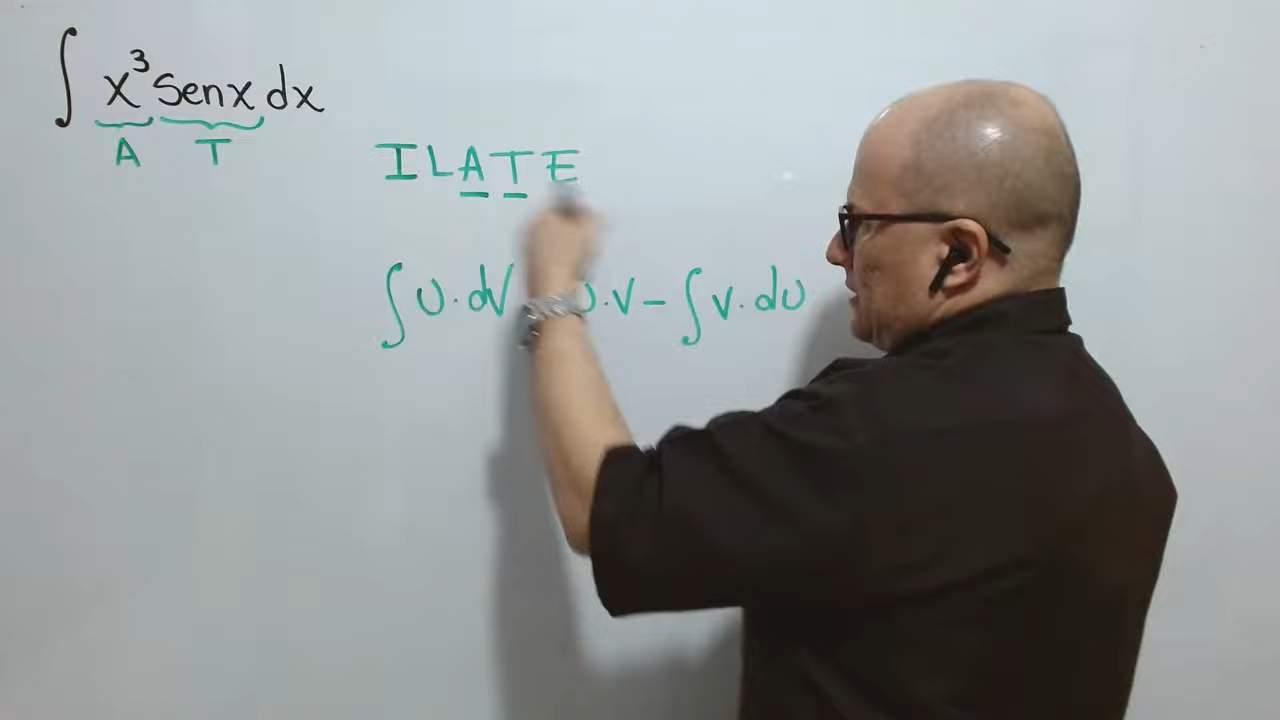 ∫ x³ senx dx
A T
ILATE
∫ u·dv u·v − ∫ v·du